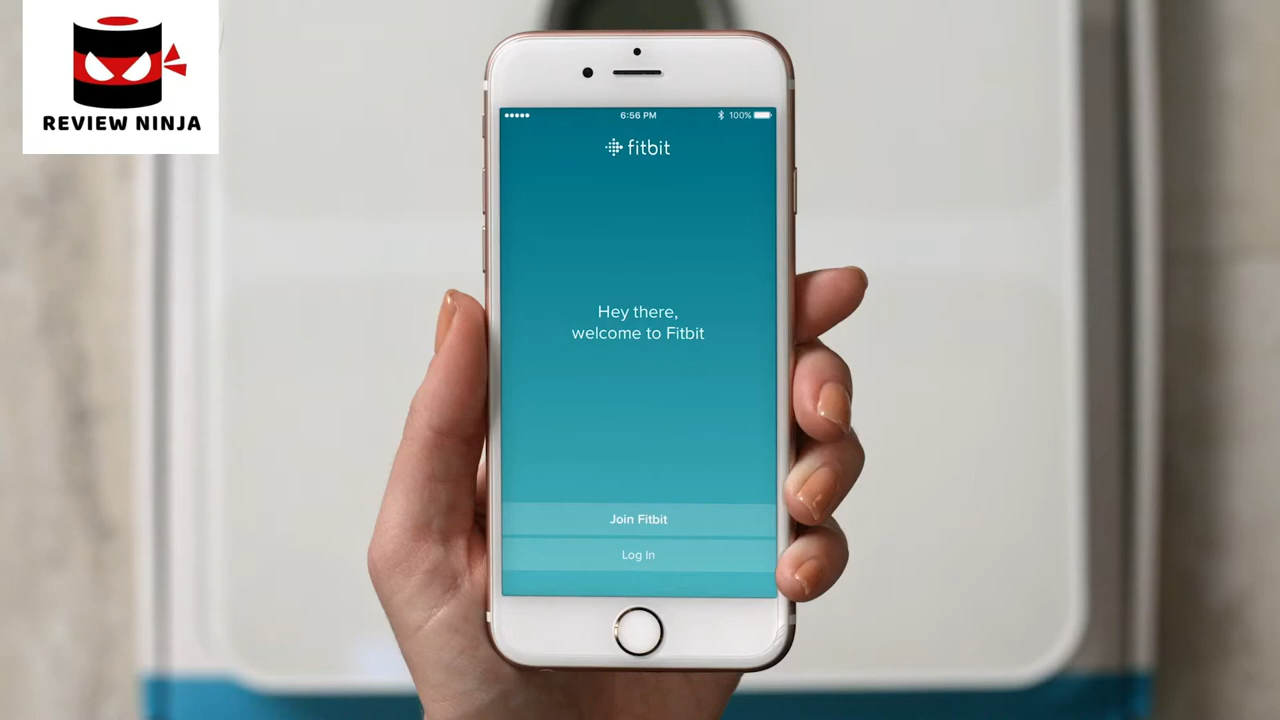 REVIEW NINJA
6:56 PM
100%
fitbit
Hey there,
welcome to Fitbit
Join Fitbit
Log In